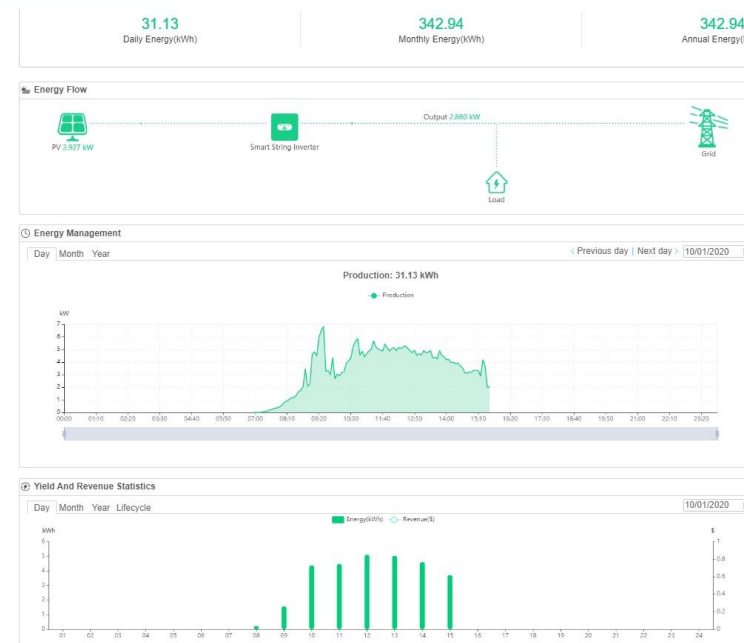 31.13
Daily Energy(kWh)
342.94
Monthly Energy(kWh)
342.94
Annual Energy(
Energy Flow
Output 2.880 kW
PV 2.927 kW
Smart String Inverter
Grid
Load
Energy Management
Day Month Year
< Previous day | Next day > 10/01/2020
Production: 31.13 kWh
Production
kW
7
6
5
4
3
2
1
0
00:00 01:10 02:20 03:30 04:40 05:50 07:00 08:10 09:20 10:30 11:40 12:50 14:00 15:10 16:20 17:30 18:40 19:50 21:00 22:10 23:20
Yield And Revenue Statistics
Day Month Year Lifecycle
10/01/2020
Energy(kWh) Revenue($)
kWh
$
6
5
4
3
2
1
0
1
0.8
0.6
0.4
0.2
0
01 02 03 04 05 06 07 08 09 10 11 12 13 14 15 16 17 18 19 20 21 22 23 24